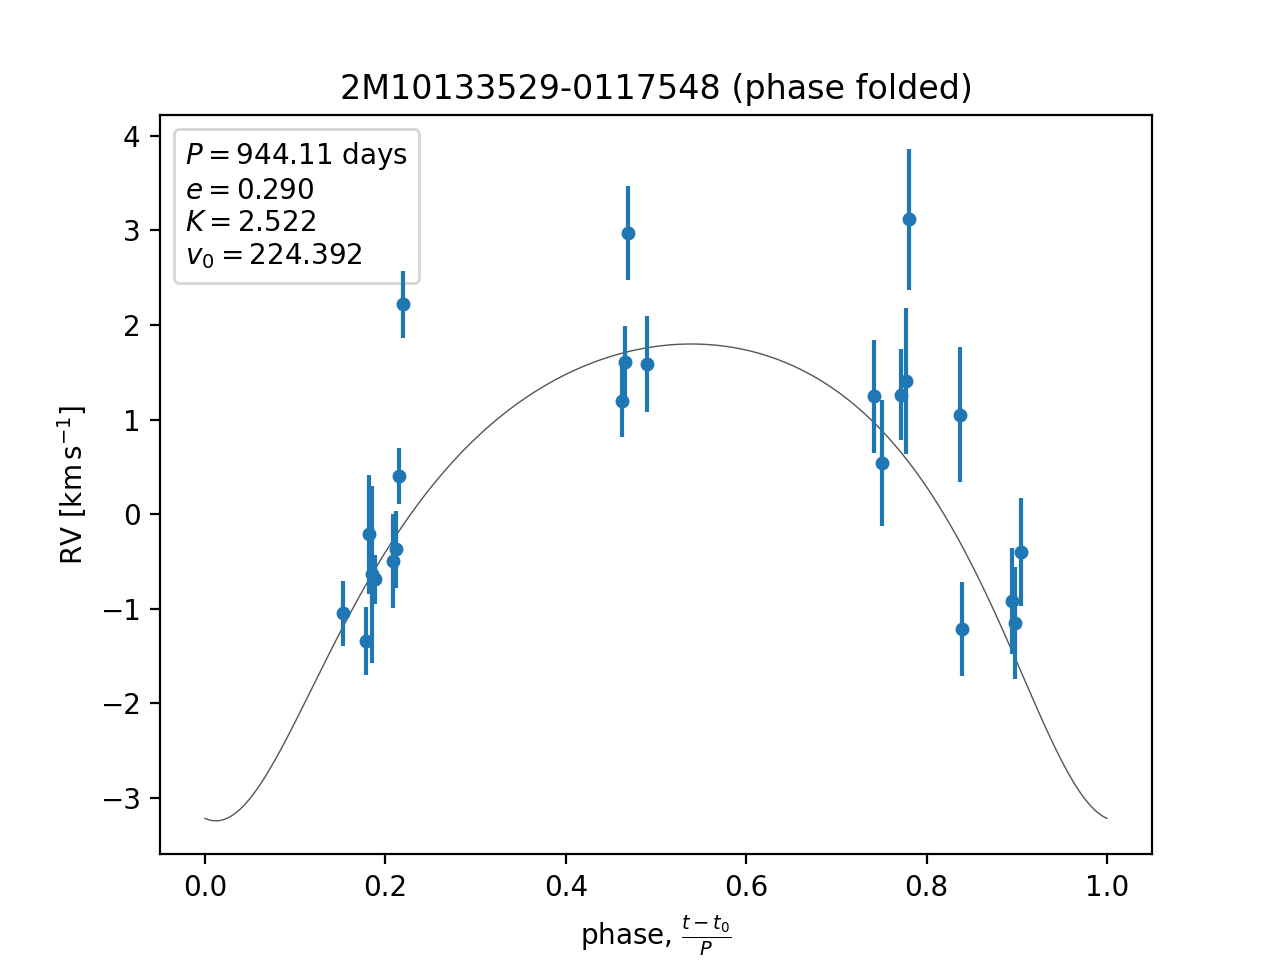 2M10133529-0117548 (phase folded)
P = 944.11 days
e = 0.290
K = 2.522
v₀ = 224.392
4
3
2
1
0
−1
−2
−3
RV [km s⁻¹]
0.0 0.2 0.4 0.6 0.8 1.0
phase, (t − t₀)/P